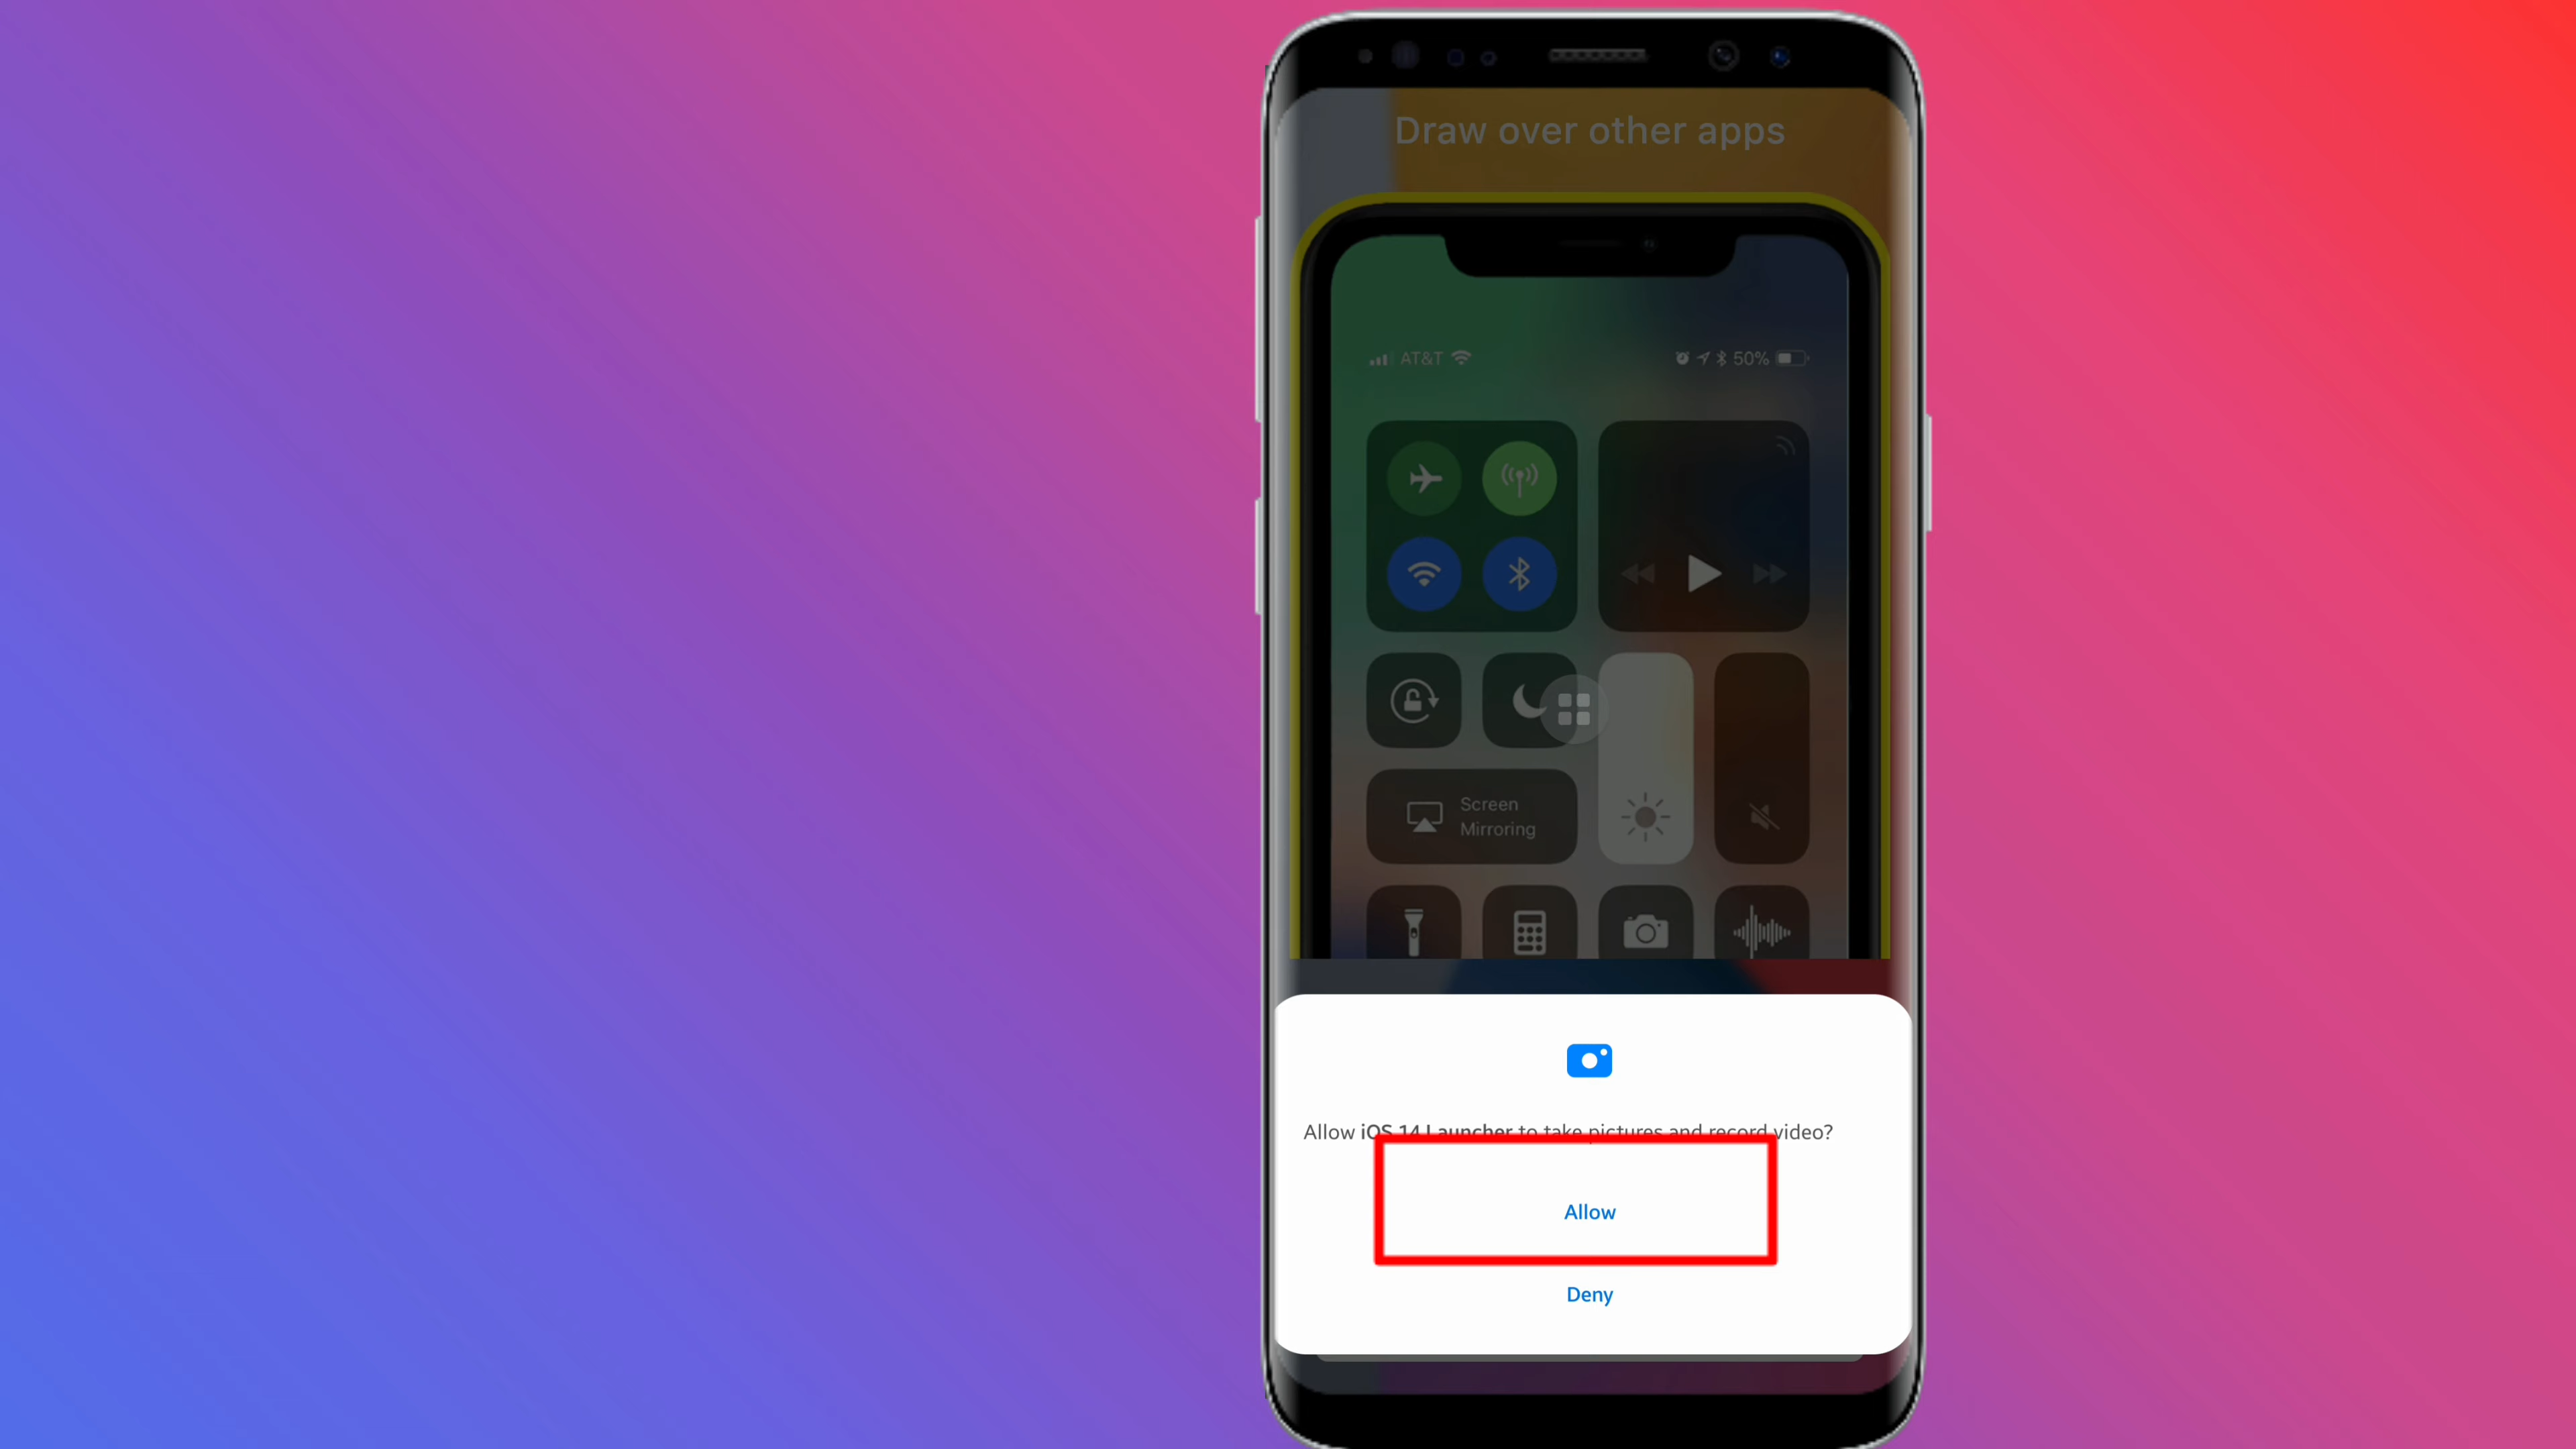 Draw over other apps
AT&T
50%
Screen
Mirroring
Allow iOS 14 Launcher to take pictures and record video?
Allow
Deny